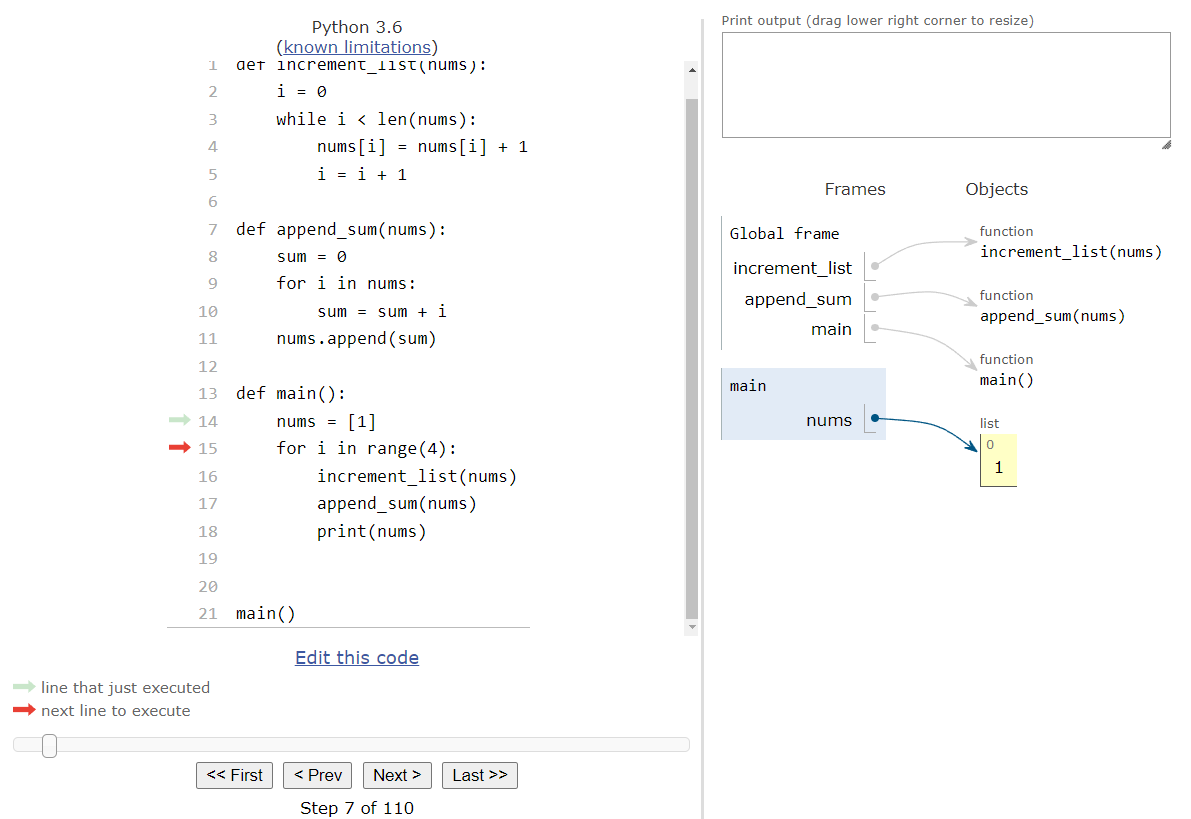 Python 3.6
(known limitations)
1 def increment_list(nums):
2     i = 0
3     while i < len(nums):
4         nums[i] = nums[i] + 1
5         i = i + 1
6
7 def append_sum(nums):
8     sum = 0
9     for i in nums:
10         sum = sum + i
11     nums.append(sum)
12
13 def main():
14     nums = [1]
15     for i in range(4):
16         increment_list(nums)
17         append_sum(nums)
18         print(nums)
19
20
21 main()
Edit this code
line that just executed
next line to execute
<< First
< Prev
Next >
Last >>
Step 7 of 110
Print output (drag lower right corner to resize)
Frames
Objects
Global frame
increment_list
append_sum
main
function
increment_list(nums)
function
append_sum(nums)
function
main()
main
nums
list
0
1